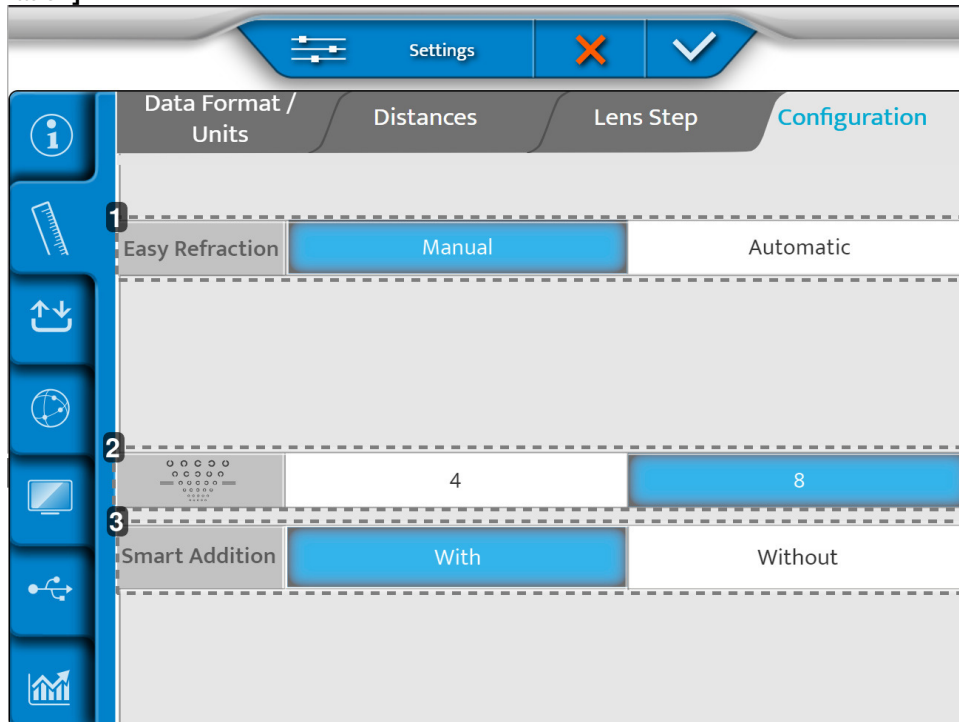 Settings
Data Format /
Units
Distances
Lens Step
Configuration
1
Easy Refraction
Manual
Automatic
2
4
8
3
Smart Addition
With
Without